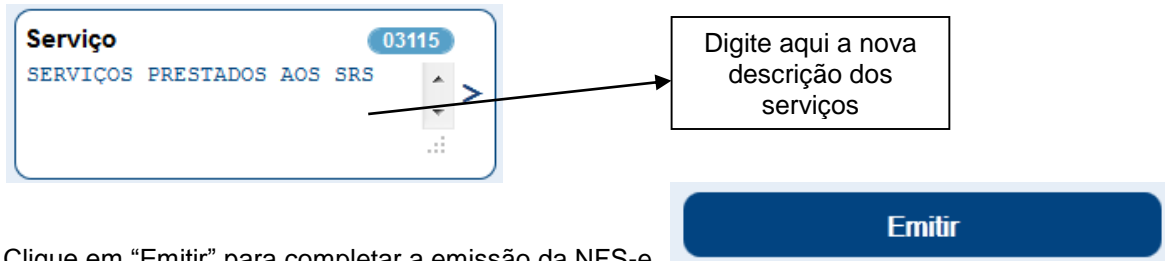 Serviço
03115
SERVIÇOS PRESTADOS AOS SRS
>
Digite aqui a nova
descrição dos
serviços
Emitir
Clique em “Emitir” para completar a emissão da NFS-e